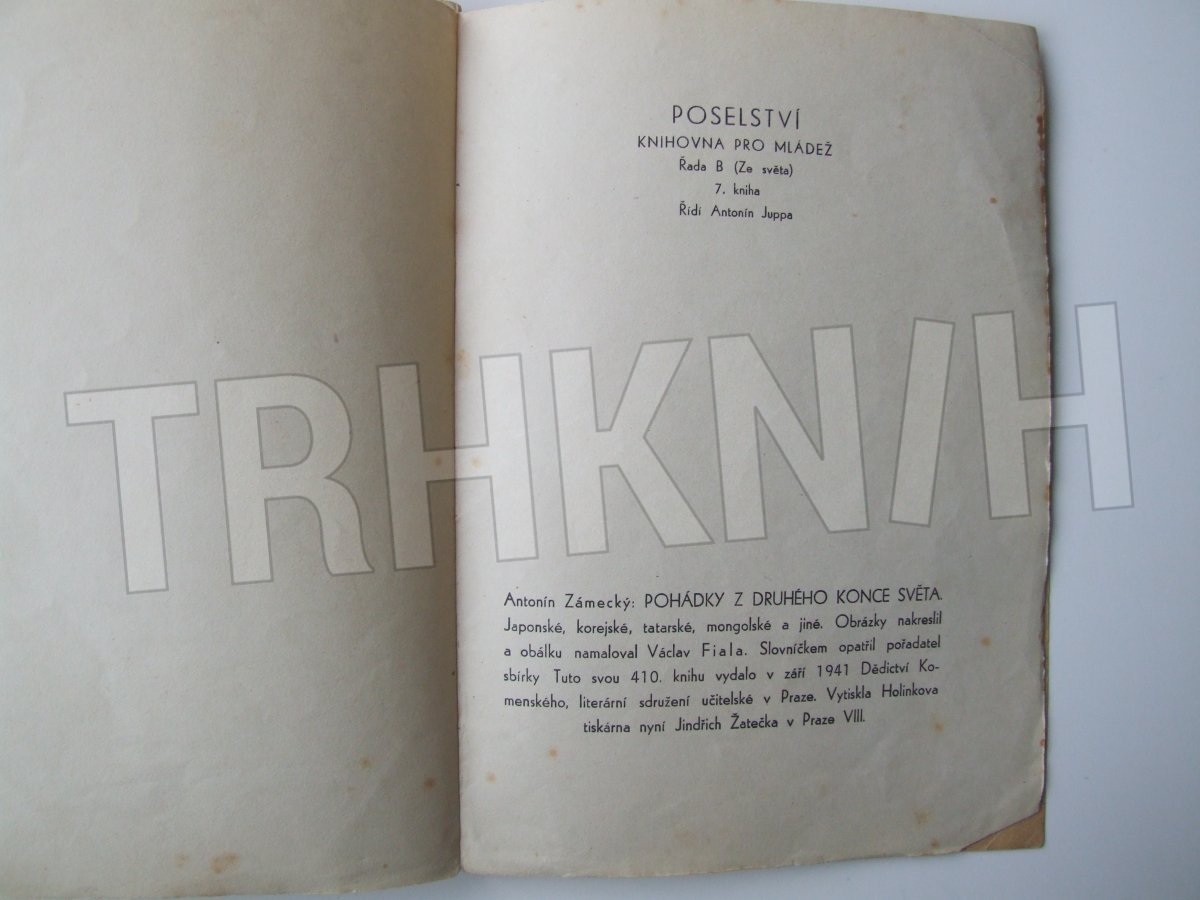 POSELSTVÍ
KNIHOVNA PRO MLÁDEŽ
Řada B (Ze světa)
7. kniha
Řídí Antonín Juppa
TRHKNIH
Antonín Zámecký: POHÁDKY Z DRUHÉHO KONCE SVĚTA.
Japonské, korejské, tatarské, mongolské a jiné. Obrázky nakreslil
a obálku namaloval Václav Fiala. Slovníčkem opatřil pořadatel
sbírky Tuto svou 410. knihu vydalo v září 1941 Dědictví Ko-
menského, literární sdružení učitelské v Praze. Vytiskla Holinkova
tiskárna nyní Jindřich Žatečka v Praze VIII.